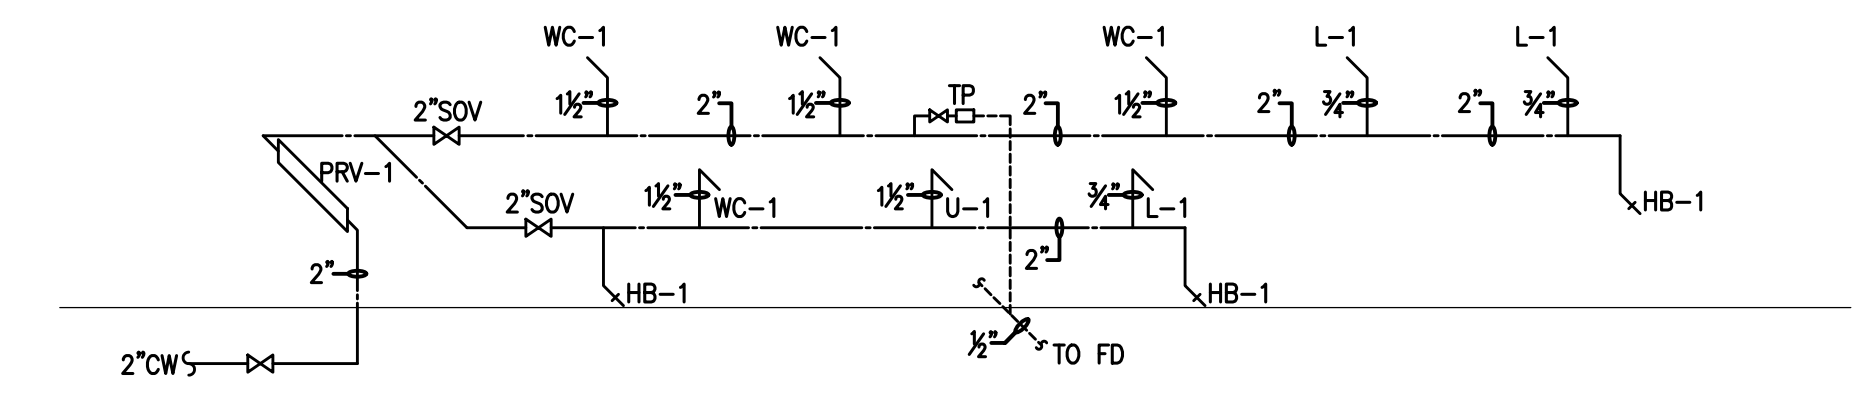 WC-1 WC-1 WC-1 L-1 L-1
2"SOV 1½" 2" 1½" TP 2" 1½" 2" ¾" 2" ¾"
PRV-1
2"SOV 1½" WC-1 1½" U-1 ¾" L-1 HB-1
2" 2"
HB-1 HB-1
2"CW ½" TO FD